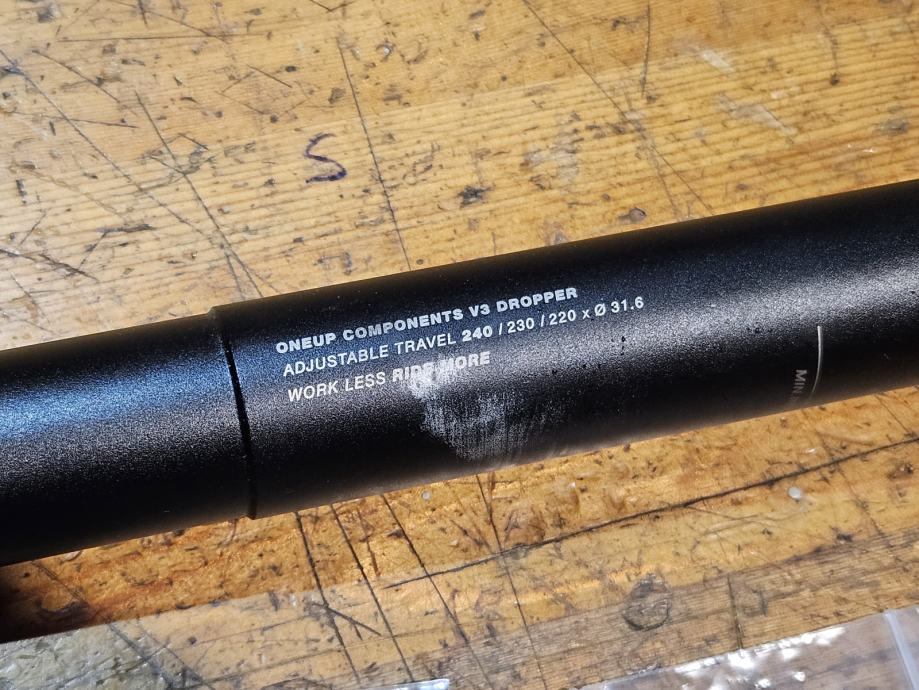 S
ONEUP COMPONENTS V3 DROPPER
ADJUSTABLE TRAVEL 240 / 230 / 220 x Ø 31.6
WORK LESS RIDE MORE